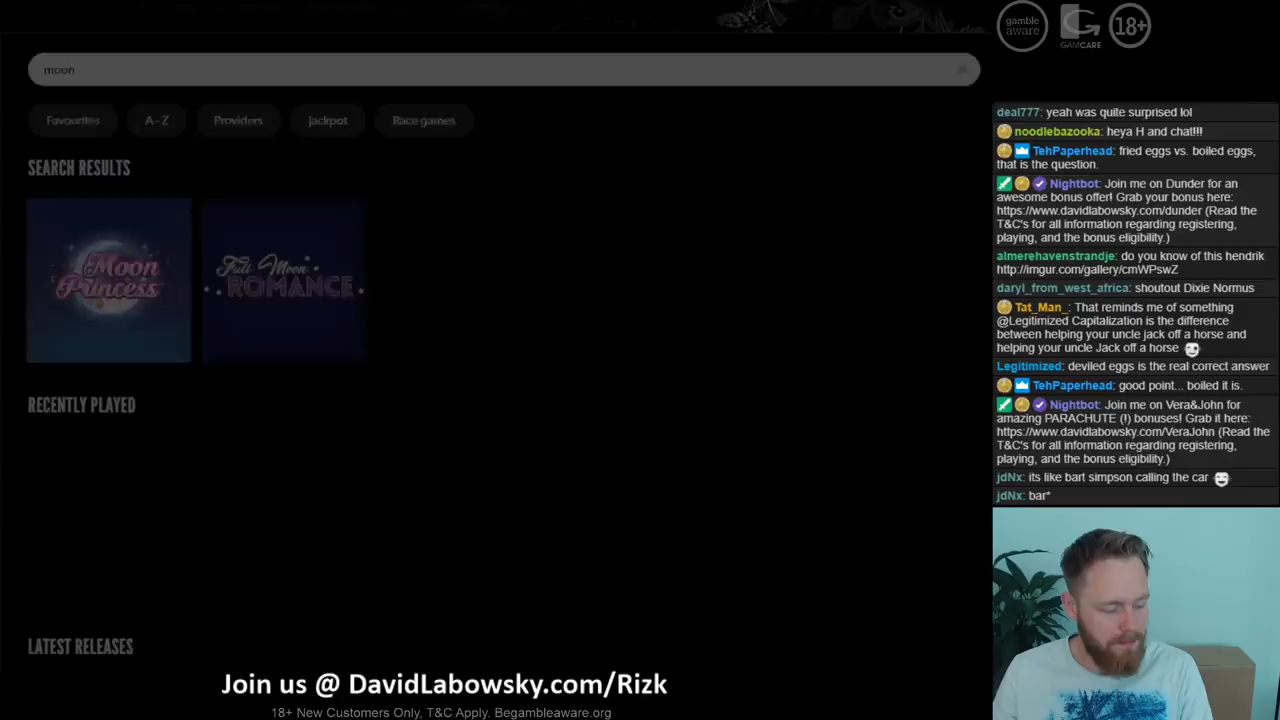 gamble
aware
GAMCARE
18+
moon
Favourites
A - Z
Providers
Jackpot
Race games
SEARCH RESULTS
Moon
Princess
Full Moon
ROMANCE
RECENTLY PLAYED
LATEST RELEASES
Join us @ DavidLabowsky.com/Rizk
18+ New Customers Only, T&C Apply. Begambleaware.org
deal777: yeah was quite surprised lol
noodlebazooka: heya H and chat!!!
TehPaperhead: fried eggs vs. boiled eggs,
that is the question.
Nightbot: Join me on Dunder for an
awesome bonus offer! Grab your bonus here:
https://www.davidlabowsky.com/dunder (Read the
T&C's for all information regarding registering,
playing, and the bonus eligibility.)
almerehavenstrandje: do you know of this hendrik
http://imgur.com/gallery/cmWPswZ
daryl_from_west_africa: shoutout Dixie Normus
Tat_Man_: That reminds me of something
@Legitimized Capitalization is the difference
between helping your uncle jack off a horse and
helping your uncle Jack off a horse
Legitimized: deviled eggs is the real correct answer
TehPaperhead: good point... boiled it is.
Nightbot: Join me on Vera&John for
amazing PARACHUTE (!) bonuses! Grab it here:
https://www.davidlabowsky.com/VeraJohn (Read the
T&C's for all information regarding registering,
playing, and the bonus eligibility.)
jdNx: its like bart simpson calling the car
jdNx: bar*